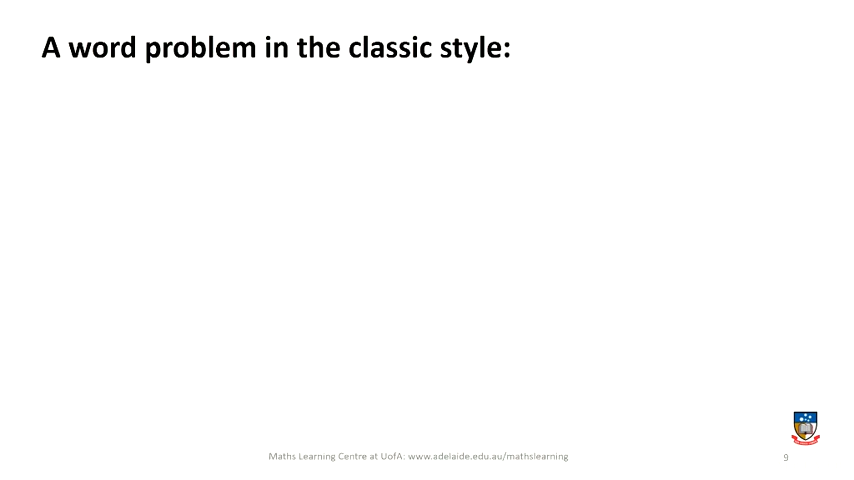 A word problem in the classic style:
Maths Learning Centre at UofA: www.adelaide.edu.au/mathslearning
9